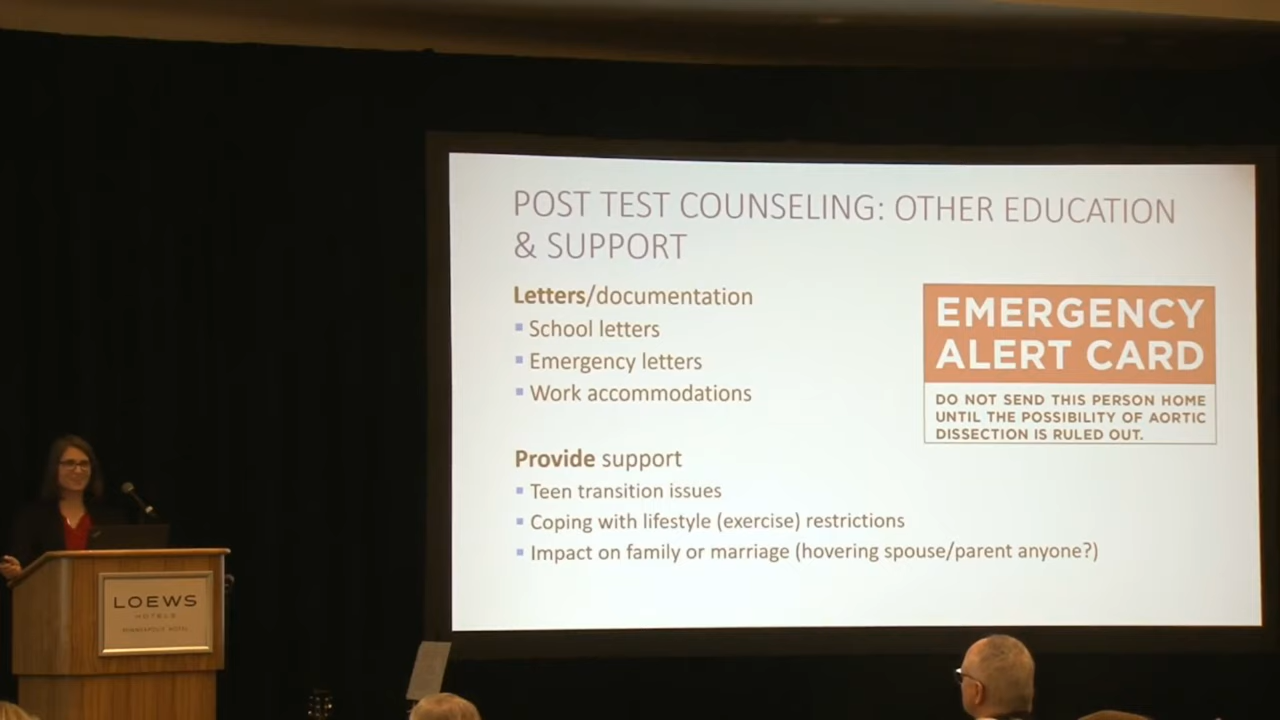 POST TEST COUNSELING: OTHER EDUCATION
& SUPPORT
Letters/documentation
▪ School letters
▪ Emergency letters
▪ Work accommodations
Provide support
▪ Teen transition issues
▪ Coping with lifestyle (exercise) restrictions
▪ Impact on family or marriage (hovering spouse/parent anyone?)
EMERGENCY
ALERT CARD
DO NOT SEND THIS PERSON HOME
UNTIL THE POSSIBILITY OF AORTIC
DISSECTION IS RULED OUT.
LOEWS
HOTELS
MINNEAPOLIS HOTEL